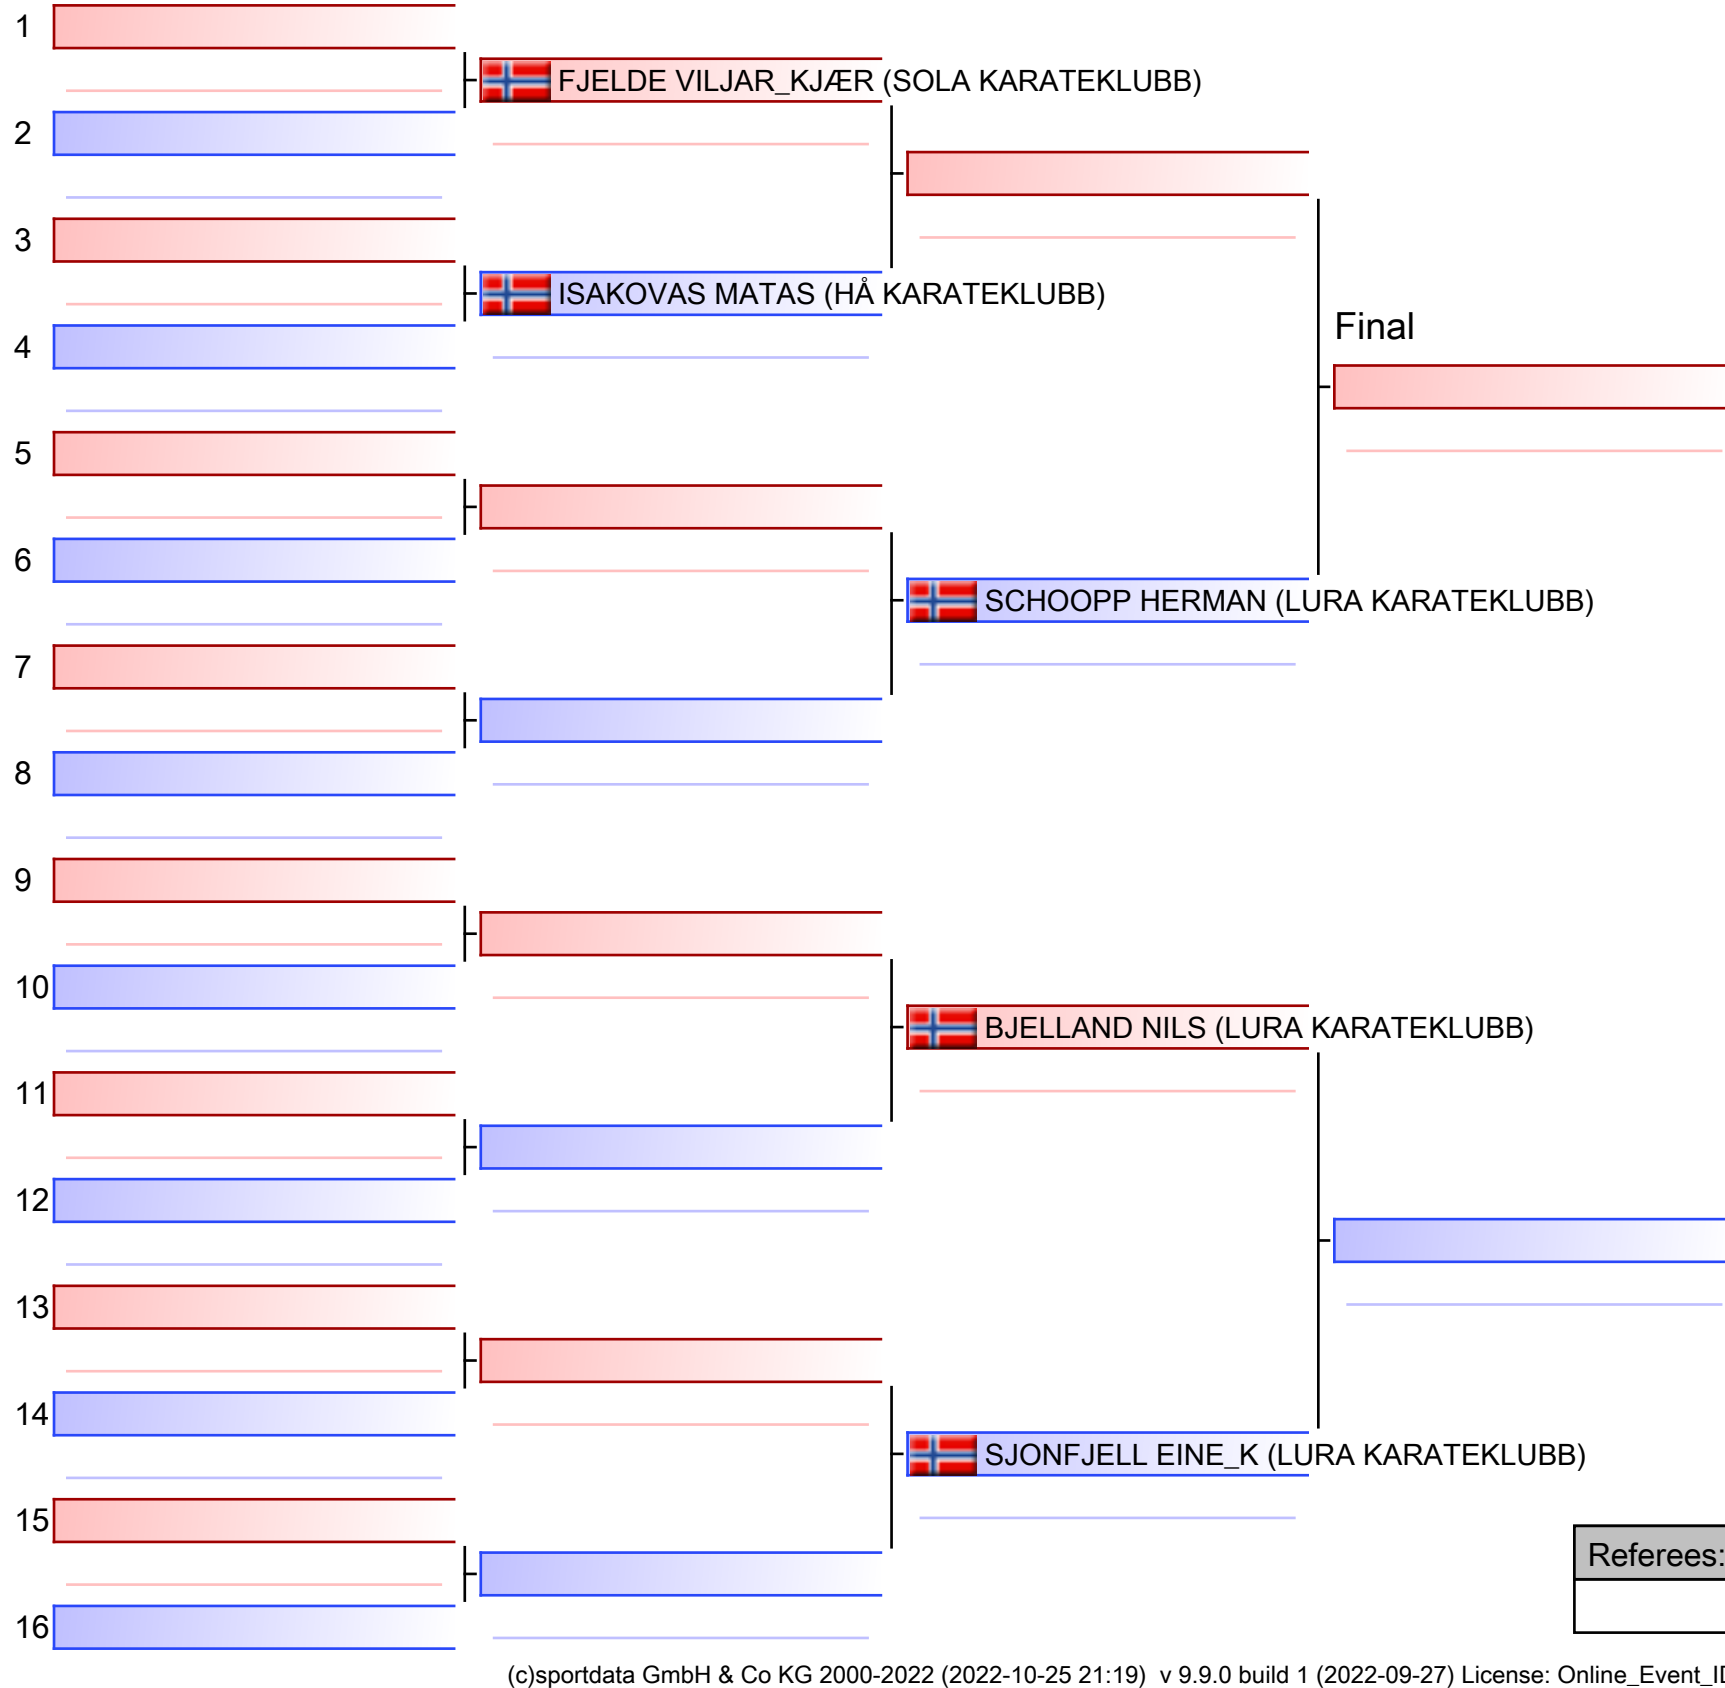 1
FJELDE VILJAR_KJÆR (SOLA KARATEKLUBB)
2
3
ISAKOVAS MATAS (HÅ KARATEKLUBB)
4
Final
5
6
SCHOOPP HERMAN (LURA KARATEKLUBB)
7
8
9
10
BJELLAND NILS (LURA KARATEKLUBB)
11
12
13
14
SJONFJELL EINE_K (LURA KARATEKLUBB)
15
Referees:
16
(c)sportdata GmbH & Co KG 2000-2022 (2022-10-25 21:19) v 9.9.0 build 1 (2022-09-27) License: Online_Event_ID